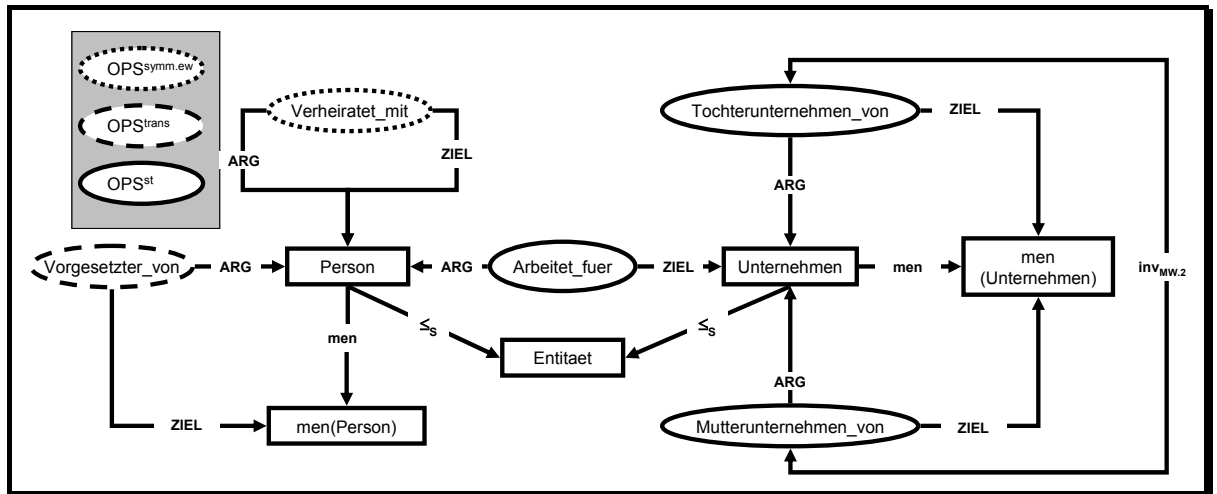 OPSsymm.ew
OPStrans
OPSst
Verheiratet_mit
ARG
ZIEL
Tochterunternehmen_von
ZIEL
ARG
Vorgesetzter_von
ARG
Person
ARG
Arbeitet_fuer
ZIEL
Unternehmen
men
men
(Unternehmen)
invMW.2
men
≤S
≤S
Entitaet
ARG
ZIEL
men(Person)
Mutterunternehmen_von
ZIEL